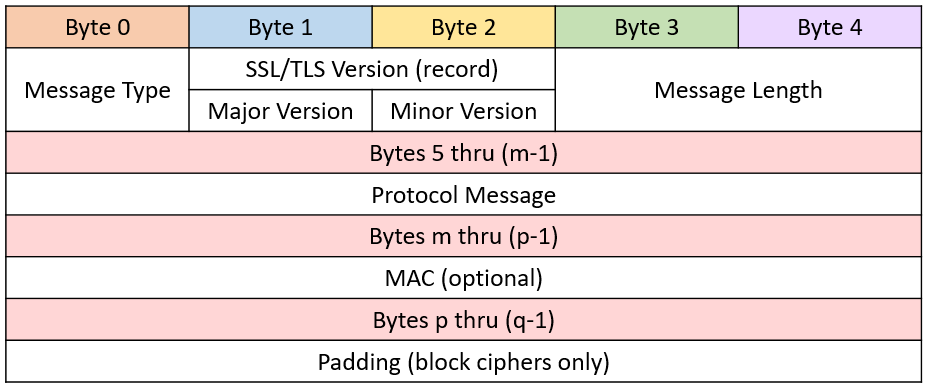 Byte 0 Byte 1 Byte 2 Byte 3 Byte 4
Message Type
SSL/TLS Version (record)
Major Version Minor Version
Message Length
Bytes 5 thru (m-1)
Protocol Message
Bytes m thru (p-1)
MAC (optional)
Bytes p thru (q-1)
Padding (block ciphers only)